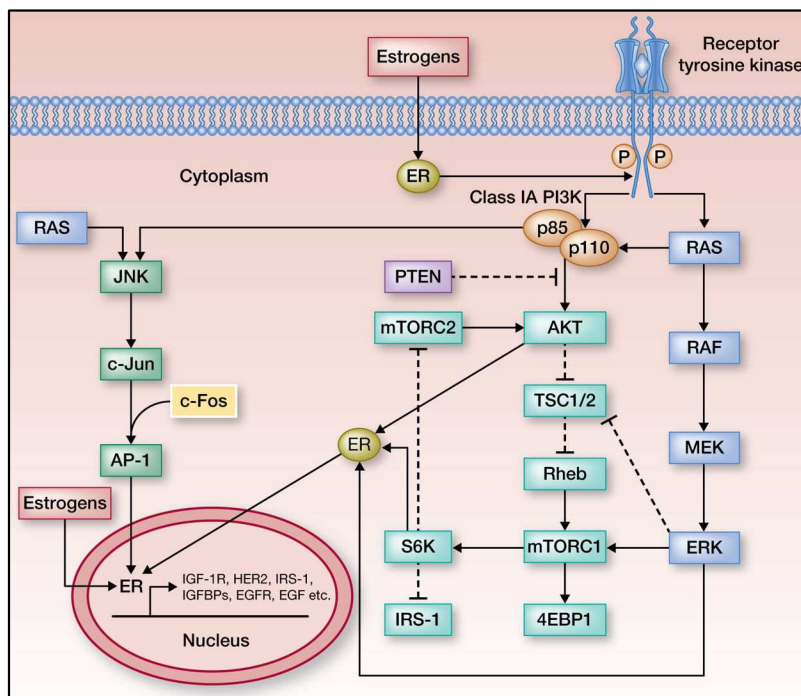 Estrogens
Receptor
tyrosine kinase
P
P
Cytoplasm
ER
Class IA PI3K
p85
p110
RAS
RAS
JNK
PTEN
mTORC2
AKT
RAF
c-Jun
c-Fos
TSC1/2
ER
MEK
AP-1
Rheb
Estrogens
S6K
mTORC1
ERK
ER
IGF-1R, HER2, IRS-1,
IGFBPs, EGFR, EGF etc.
IRS-1
4EBP1
Nucleus